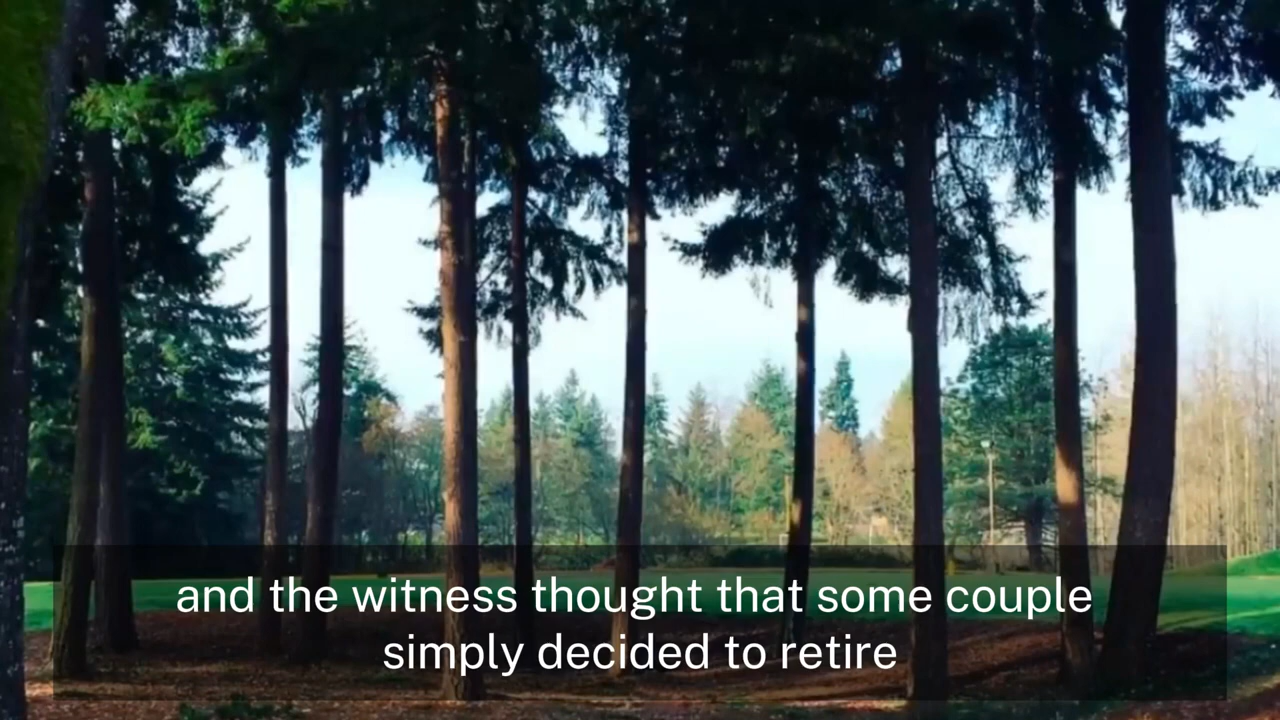 and the witness thought that some couple
simply decided to retire